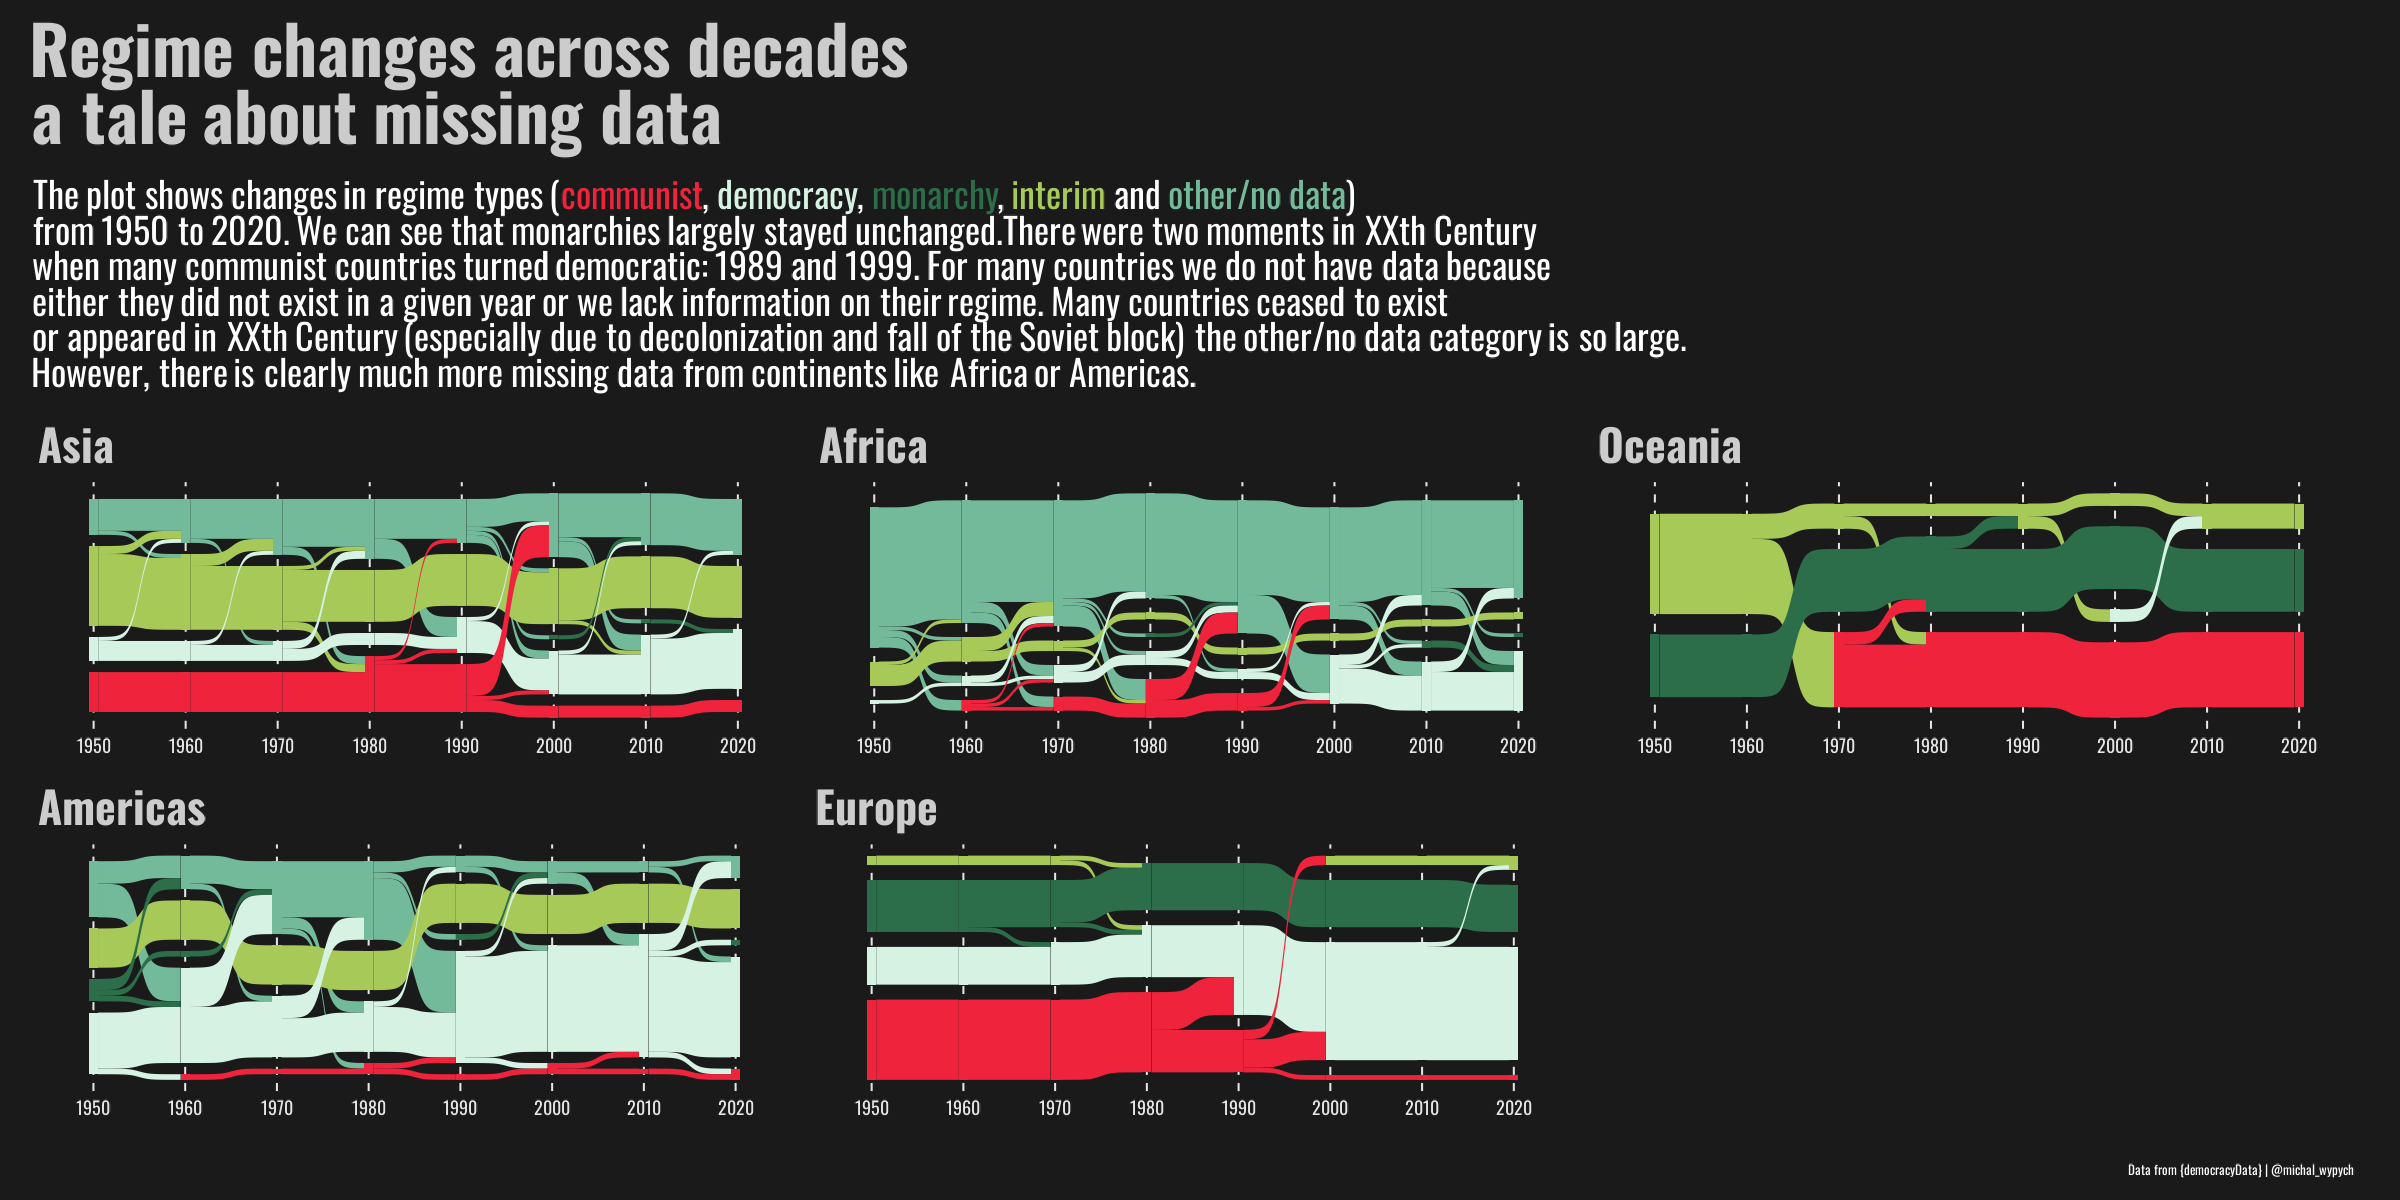 Regime changes across decades
a tale about missing data
The plot shows changes in regime types (communist, democracy, monarchy, interim and other/no data)
from 1950 to 2020. We can see that monarchies largely stayed unchanged.There were two moments in XXth Century
when many communist countries turned democratic: 1989 and 1999. For many countries we do not have data because
either they did not exist in a given year or we lack information on their regime. Many countries ceased to exist
or appeared in XXth Century (especially due to decolonization and fall of the Soviet block) the other/no data category is so large.
However, there is clearly much more missing data from continents like Africa or Americas.
Asia
1950 1960 1970 1980 1990 2000 2010 2020
Africa
1950 1960 1970 1980 1990 2000 2010 2020
Oceania
1950 1960 1970 1980 1990 2000 2010 2020
Americas
1950 1960 1970 1980 1990 2000 2010 2020
Europe
1950 1960 1970 1980 1990 2000 2010 2020
Data from {democracyData} | @michal_wypych